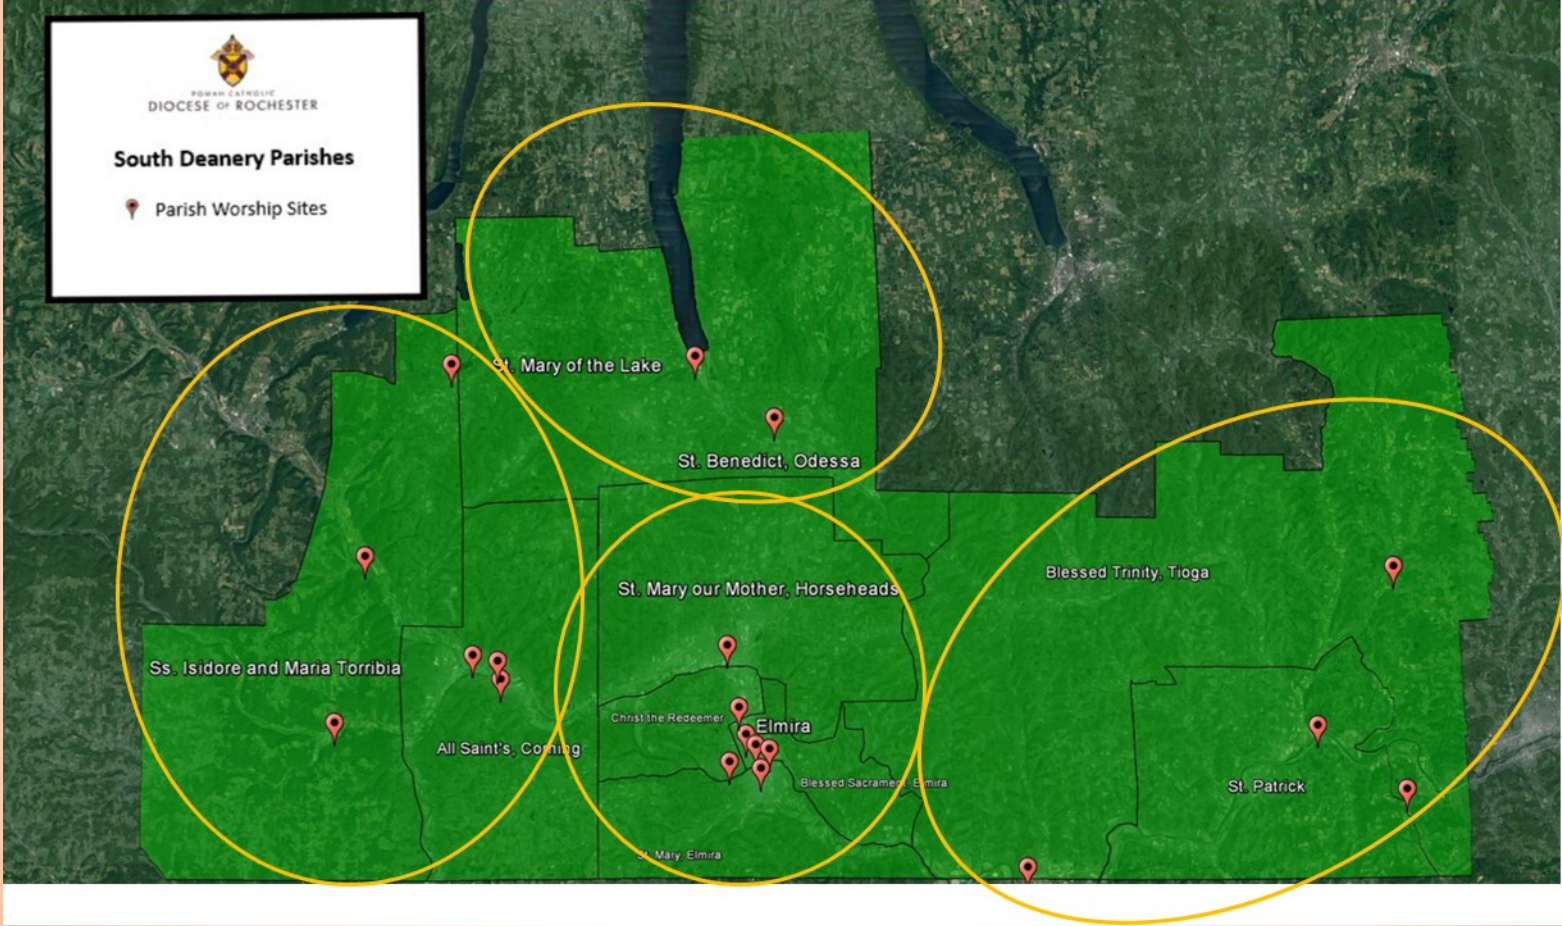 ROMAN CATHOLIC
DIOCESE OF ROCHESTER
South Deanery Parishes
Parish Worship Sites
St. Mary of the Lake
St. Benedict, Odessa
Blessed Trinity, Tioga
St. Mary our Mother, Horseheads
Ss. Isidore and Maria Torribia
Christ the Redeemer
Elmira
All Saint's, Corning
Blessed Sacrament, Elmira
St. Patrick
St. Mary, Elmira